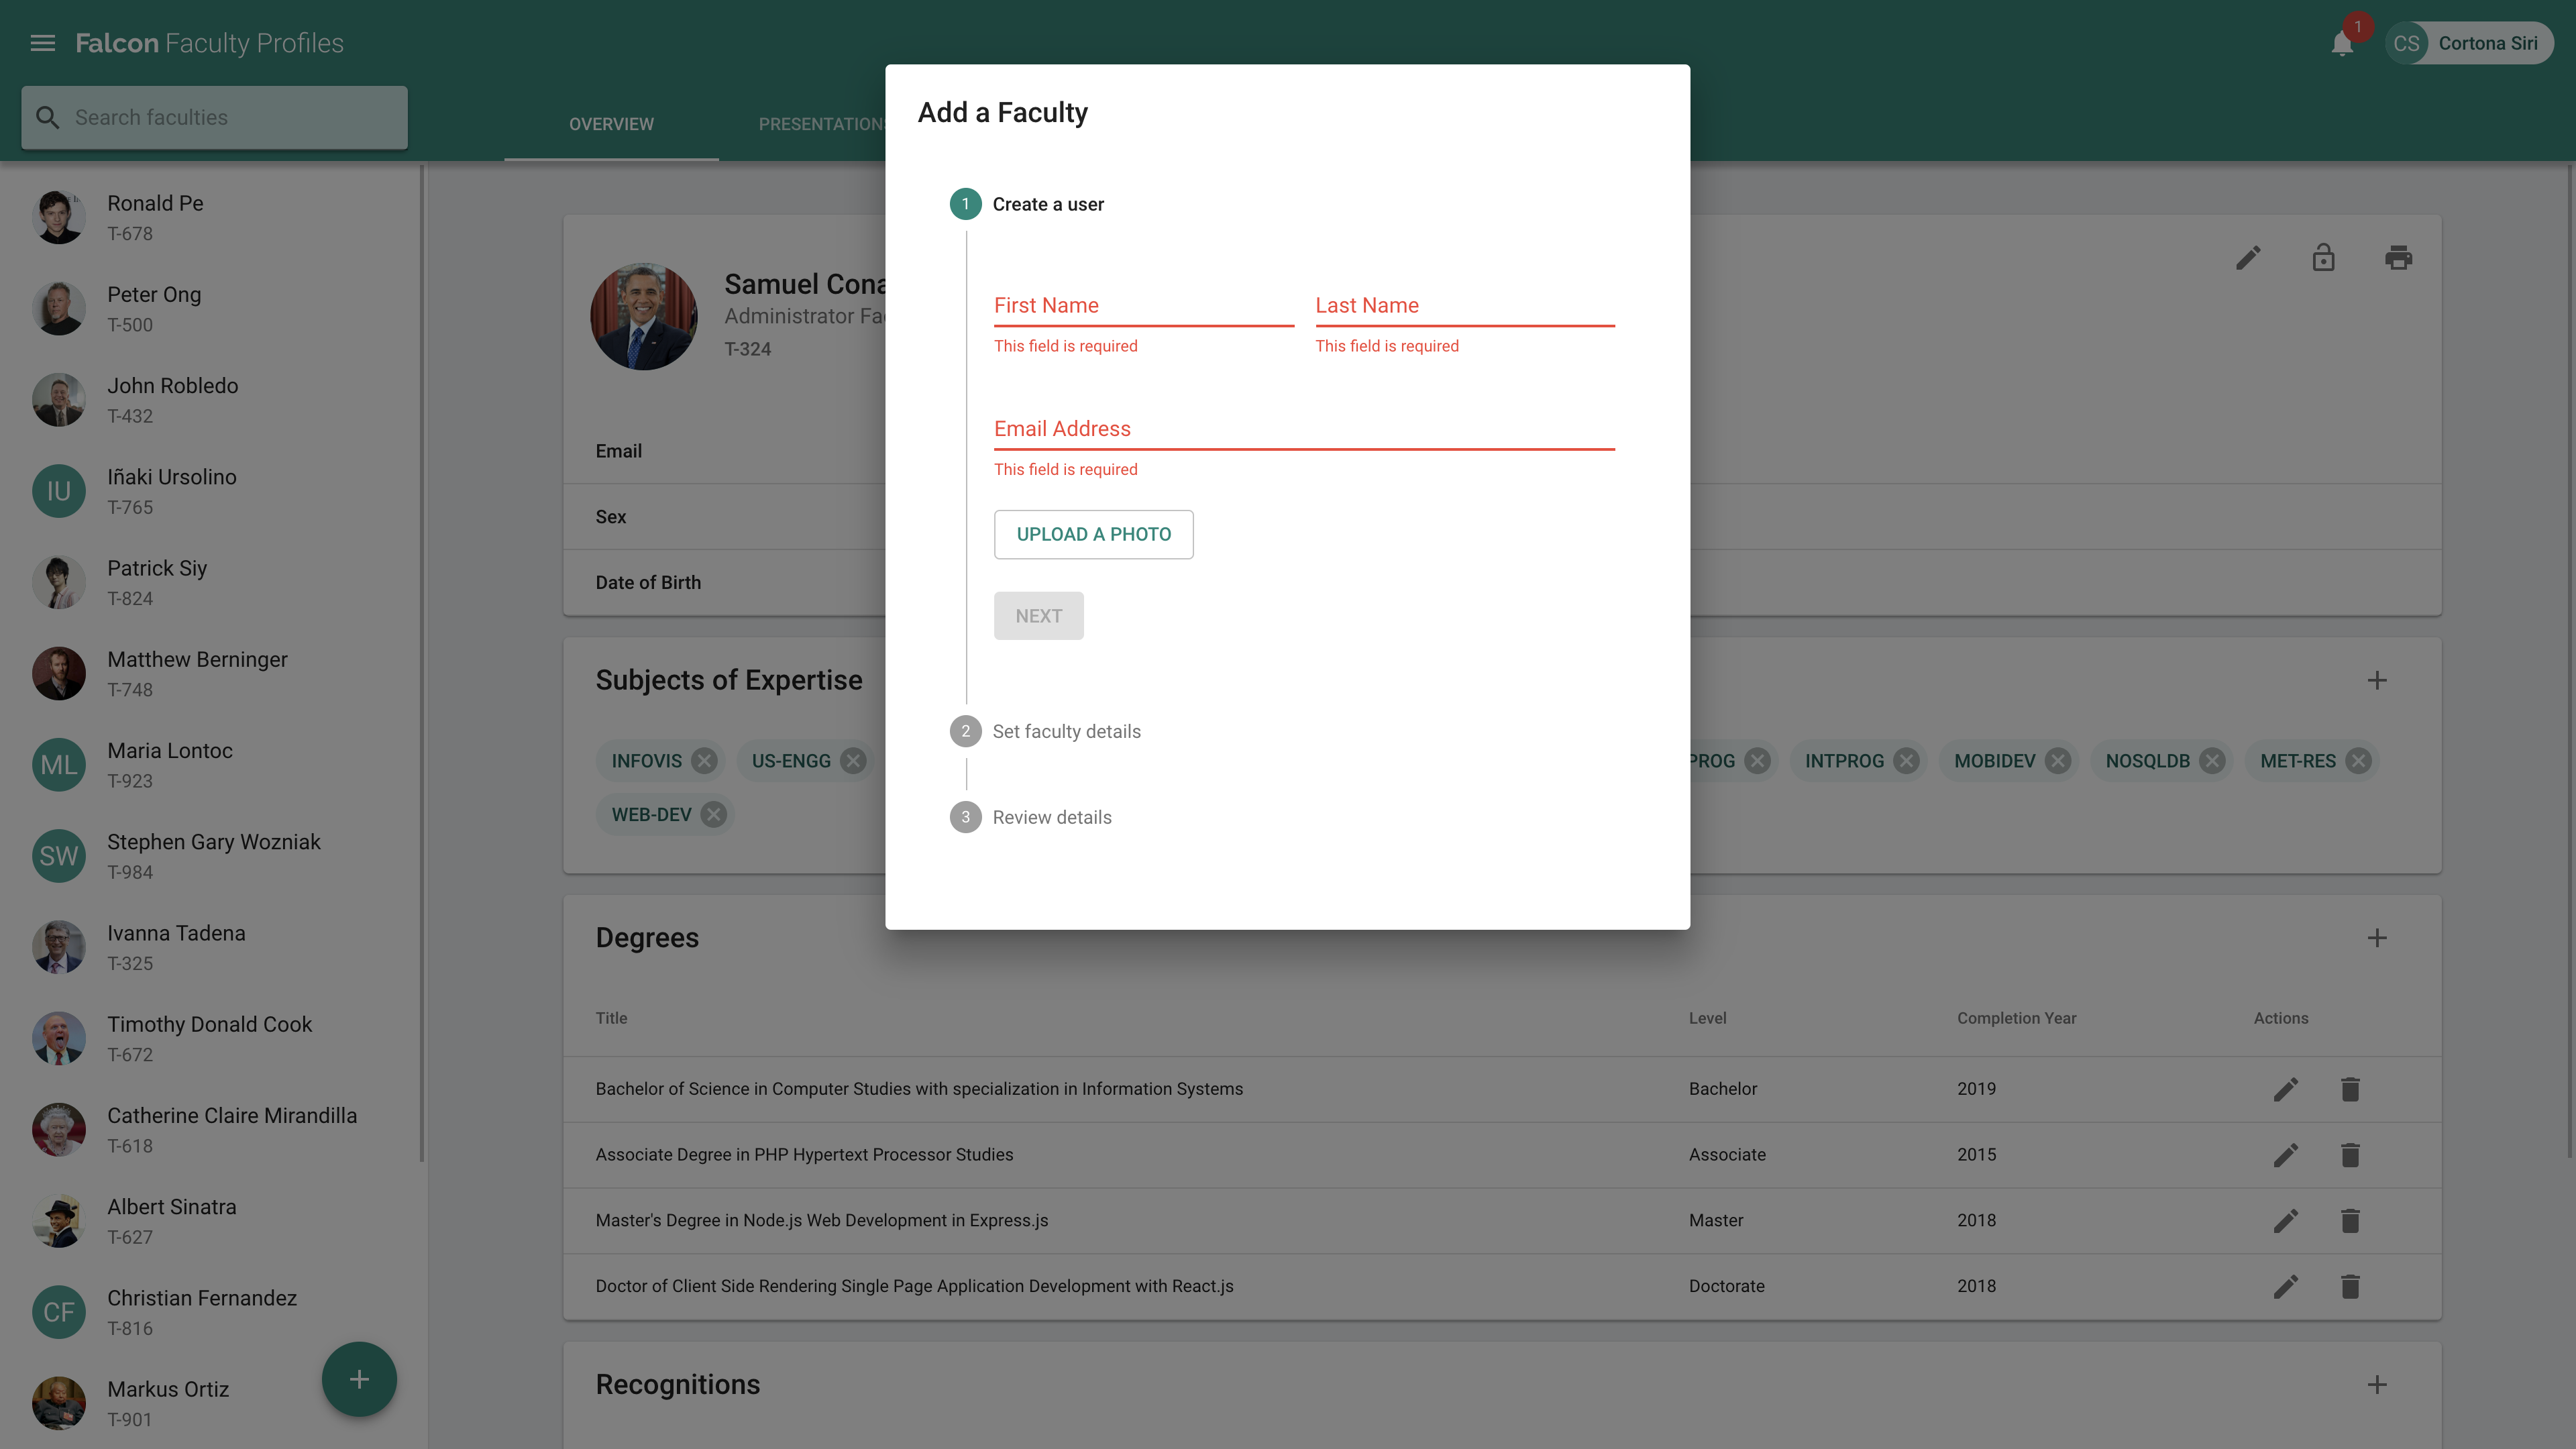 Falcon Faculty Profiles
1
CS Cortona Siri
Search faculties
OVERVIEW
PRESENTATIONS
Ronald Pe
T-678
Peter Ong
T-500
John Robledo
T-432
IU
Iñaki Ursolino
T-765
Patrick Siy
T-824
Matthew Berninger
T-748
ML
Maria Lontoc
T-923
SW
Stephen Gary Wozniak
T-984
Ivanna Tadena
T-325
Timothy Donald Cook
T-672
Catherine Claire Mirandilla
T-618
Albert Sinatra
T-627
CF
Christian Fernandez
T-816
Markus Ortiz
T-901
+
Samuel Cona
Administrator Fa
T-324
Email
Sex
Date of Birth
Add a Faculty
1 Create a user
First Name
This field is required
Last Name
This field is required
Email Address
This field is required
UPLOAD A PHOTO
NEXT
2 Set faculty details
3 Review details
Subjects of Expertise
INFOVIS US-ENGG PROG INTPROG MOBIDEV NOSQLDB MET-RES
WEB-DEV
Degrees
Title Level Completion Year Actions
Bachelor of Science in Computer Studies with specialization in Information Systems Bachelor 2019
Associate Degree in PHP Hypertext Processor Studies Associate 2015
Master's Degree in Node.js Web Development in Express.js Master 2018
Doctor of Client Side Rendering Single Page Application Development with React.js Doctorate 2018
Recognitions